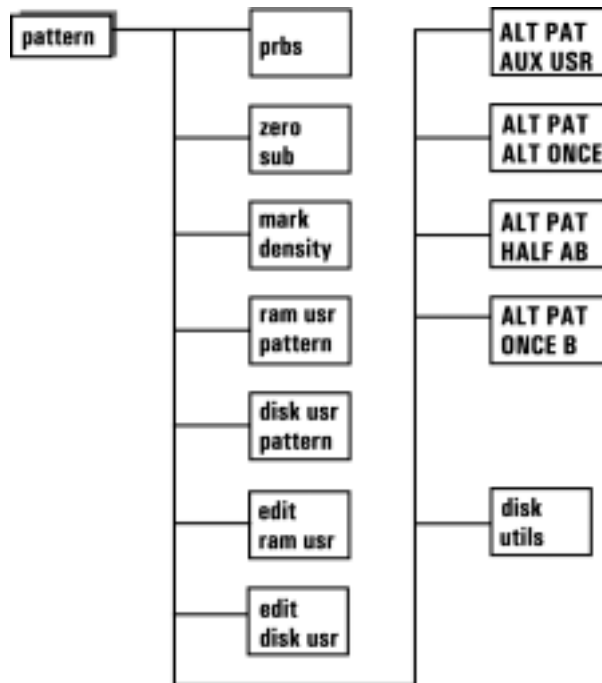 pattern
prbs
zero
sub
mark
density
ram usr
pattern
disk usr
pattern
edit
ram usr
edit
disk usr
ALT PAT
AUX USR
ALT PAT
ALT ONCE
ALT PAT
HALF AB
ALT PAT
ONCE B
disk
utils